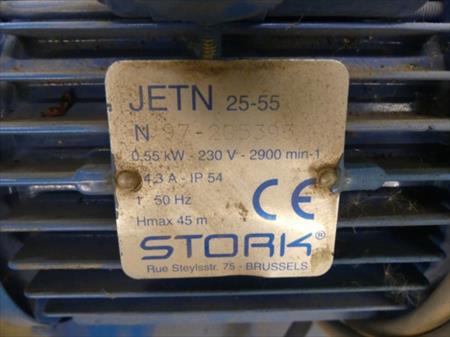 JETN 25-55
N 97-205393
0,55 kW - 230 V - 2900 min-1
4,3 A - IP 54
f 50 Hz
CE
Hmax 45 m
STORK®
Rue Steylsstr. 75 - BRUSSELS